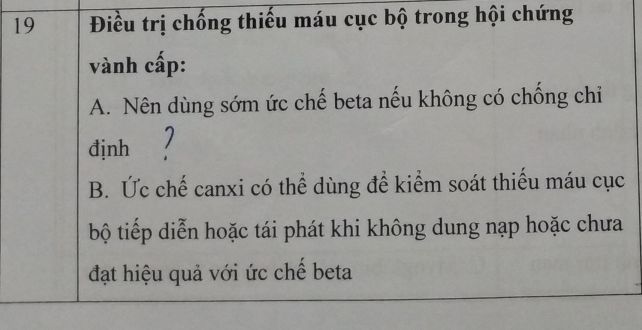 19 Điều trị chống thiếu máu cục bộ trong hội chứng
vành cấp:
A. Nên dùng sớm ức chế beta nếu không có chống chỉ
định ?
B. Ức chế canxi có thể dùng để kiểm soát thiếu máu cục
bộ tiếp diễn hoặc tái phát khi không dung nạp hoặc chưa
đạt hiệu quả với ức chế beta